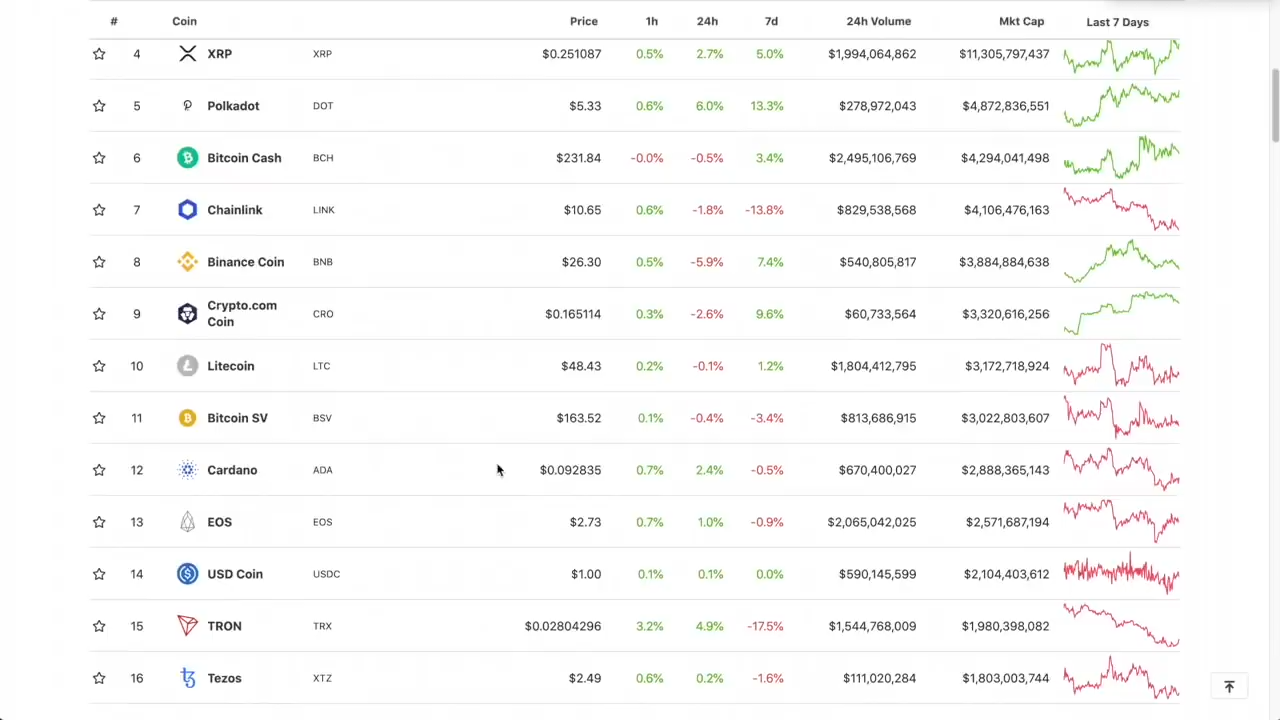 # Coin Price 1h 24h 7d 24h Volume Mkt Cap Last 7 Days
4 XRP XRP $0.251087 0.5% 2.7% 5.0% $1,994,064,862 $11,305,797,437
5 Polkadot DOT $5.33 0.6% 6.0% 13.3% $278,972,043 $4,872,836,551
6 Bitcoin Cash BCH $231.84 -0.0% -0.5% 3.4% $2,495,106,769 $4,294,041,498
7 Chainlink LINK $10.65 0.6% -1.8% -13.8% $829,538,568 $4,106,476,163
8 Binance Coin BNB $26.30 0.5% -5.9% 7.4% $540,805,817 $3,884,884,638
9 Crypto.com Coin CRO $0.165114 0.3% -2.6% 9.6% $60,733,564 $3,320,616,256
10 Litecoin LTC $48.43 0.2% -0.1% 1.2% $1,804,412,795 $3,172,718,924
11 Bitcoin SV BSV $163.52 0.1% -0.4% -3.4% $813,686,915 $3,022,803,607
12 Cardano ADA $0.092835 0.7% 2.4% -0.5% $670,400,027 $2,888,365,143
13 EOS EOS $2.73 0.7% 1.0% -0.9% $2,065,042,025 $2,571,687,194
14 USD Coin USDC $1.00 0.1% 0.1% 0.0% $590,145,599 $2,104,403,612
15 TRON TRX $0.02804296 3.2% 4.9% -17.5% $1,544,768,009 $1,980,398,082
16 Tezos XTZ $2.49 0.6% 0.2% -1.6% $111,020,284 $1,803,003,744